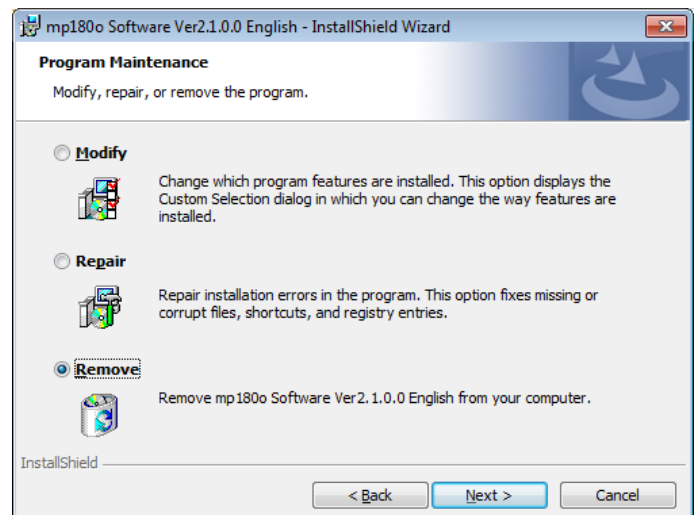 mp180o Software Ver2.1.0.0 English - InstallShield Wizard
Program Maintenance
Modify, repair, or remove the program.
Modify
Change which program features are installed. This option displays the
Custom Selection dialog in which you can change the way features are
installed.
Repair
Repair installation errors in the program. This option fixes missing or
corrupt files, shortcuts, and registry entries.
Remove
Remove mp180o Software Ver2.1.0.0 English from your computer.
InstallShield
< Back Next > Cancel